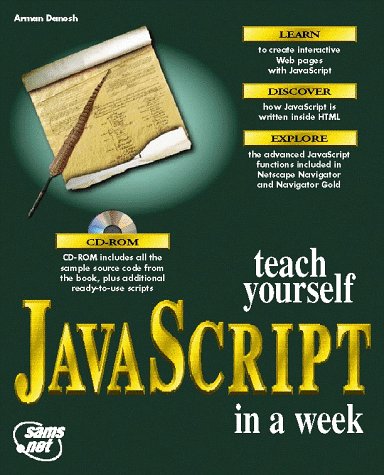 Arman Danesh
LEARN
to create interactive
Web pages
with JavaScript
DISCOVER
how JavaScript is
written inside HTML
EXPLORE
the advanced JavaScript
functions included in
Netscape Navigator
and Navigator Gold
CD-ROM
CD-ROM includes all the
sample source code from
the book, plus additional
ready-to-use scripts
teach
yourself
JAVASCRIPT
in a week
sams
.net